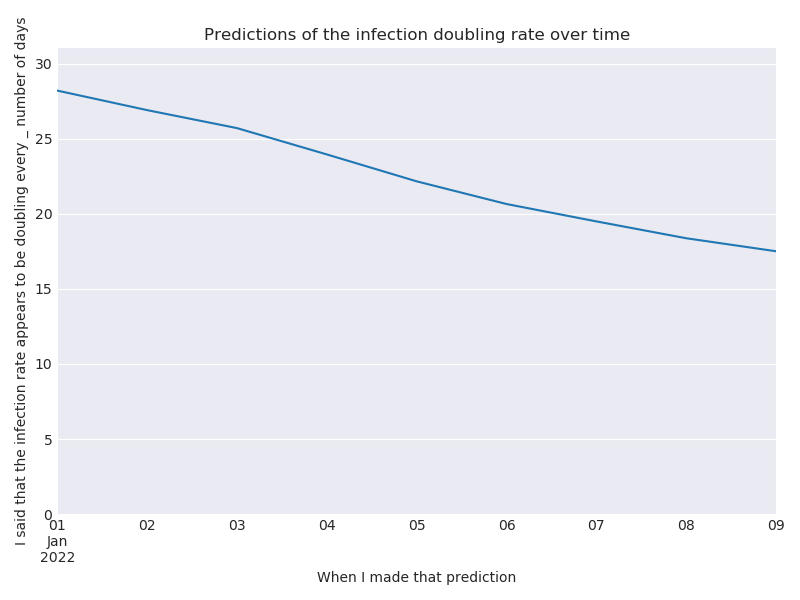 Predictions of the infection doubling rate over time
I said that the infection rate appears to be doubling every _ number of days
30
25
20
15
10
5
0
01 02 03 04 05 06 07 08 09
Jan
2022
When I made that prediction